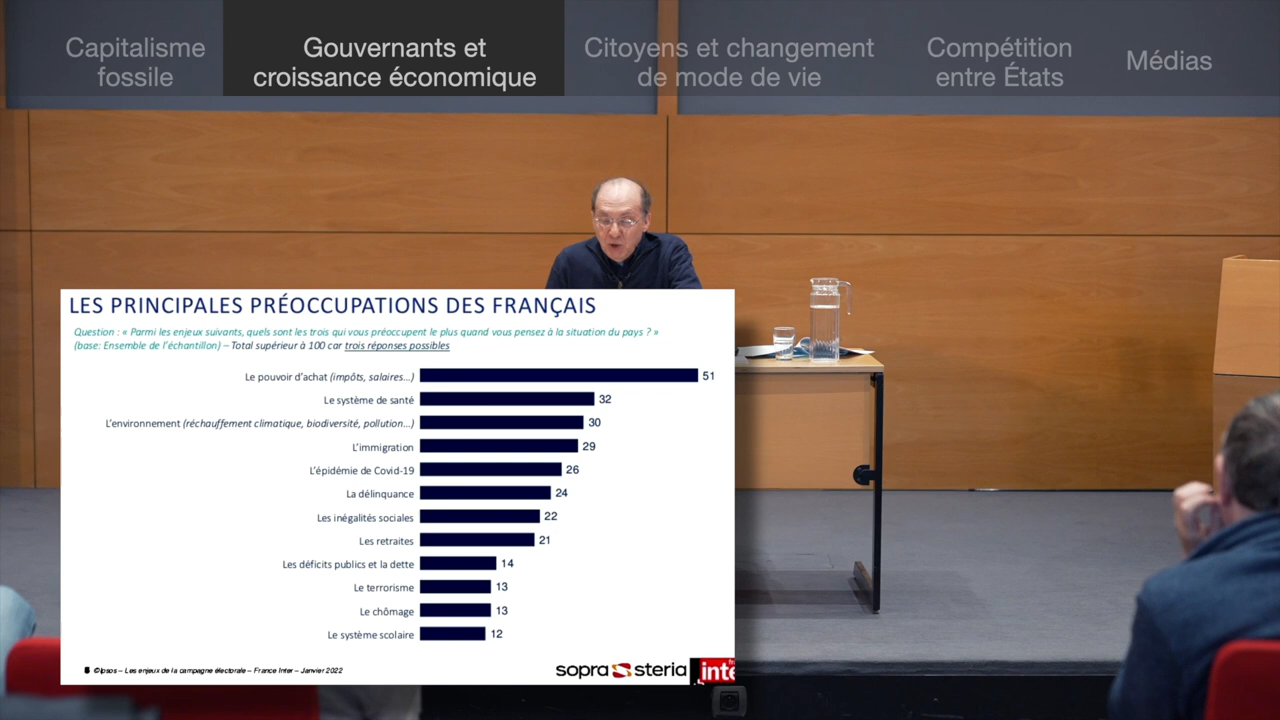 Capitalisme
fossile
Gouvernants et
croissance économique
Citoyens et changement
de mode de vie
Compétition
entre États
Médias
LES PRINCIPALES PRÉOCCUPATIONS DES FRANÇAIS
Question : « Parmi les enjeux suivants, quels sont les trois qui vous préoccupent le plus quand vous pensez à la situation du pays ? »
(base: Ensemble de l'échantillon) – Total supérieur à 100 car trois réponses possibles
Le pouvoir d'achat (impôts, salaires...) 51
Le système de santé 32
L'environnement (réchauffement climatique, biodiversité, pollution...) 30
L'immigration 29
L'épidémie de Covid-19 26
La délinquance 24
Les inégalités sociales 22
Les retraites 21
Les déficits publics et la dette 14
Le terrorisme 13
Le chômage 13
Le système scolaire 12
©Ipsos – Les enjeux de la campagne électorale – France Inter – Janvier 2022
sopra steria
inte